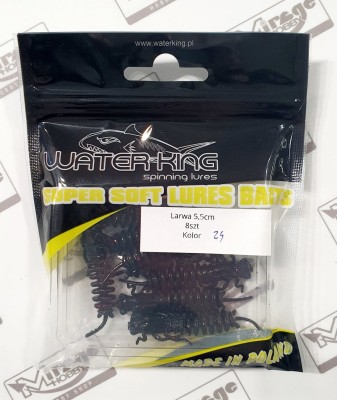 www.waterking.pl
WATER KING
spinning lures
SUPER SOFT LURES BAITS
Larwa 5,5cm
8szt
Kolor 24
MADE IN POLAND